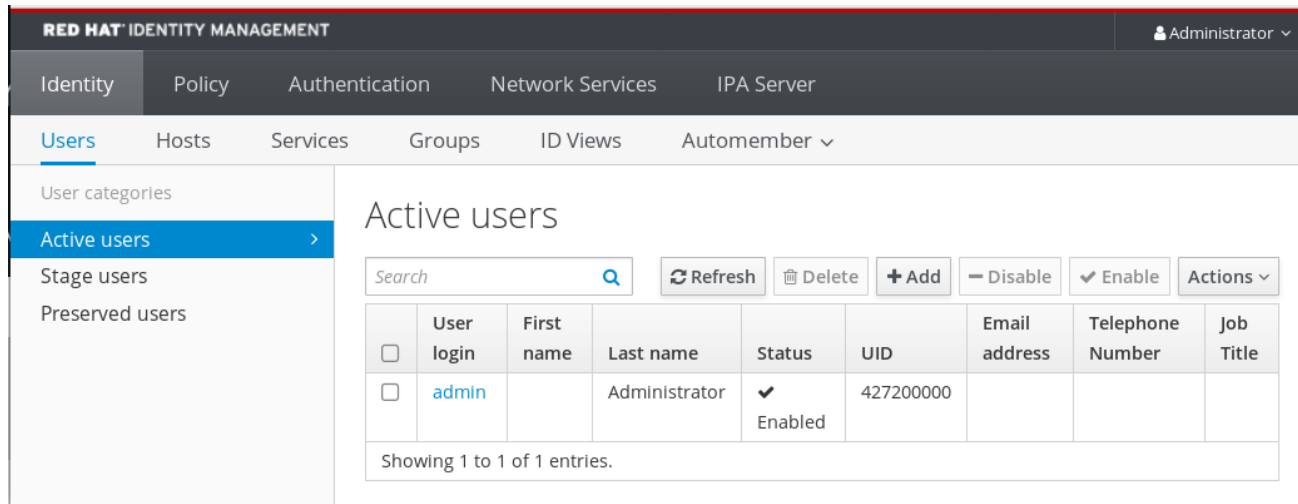 RED HAT® IDENTITY MANAGEMENT
Administrator
Identity Policy Authentication Network Services IPA Server
Users Hosts Services Groups ID Views Automember
User categories
Active users
Stage users
Preserved users
Active users
Search Refresh Delete Add Disable Enable Actions
User login First name Last name Status UID Email address Telephone Number Job Title
admin Administrator Enabled 427200000
Showing 1 to 1 of 1 entries.